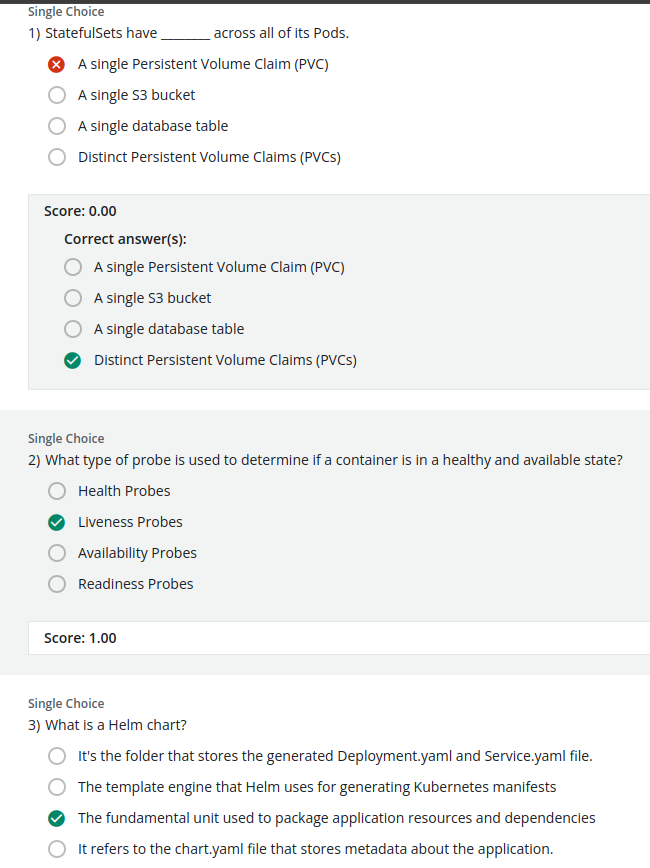 Single Choice
1) StatefulSets have ________ across all of its Pods.
A single Persistent Volume Claim (PVC)
A single S3 bucket
A single database table
Distinct Persistent Volume Claims (PVCs)
Score: 0.00
Correct answer(s):
A single Persistent Volume Claim (PVC)
A single S3 bucket
A single database table
Distinct Persistent Volume Claims (PVCs)
Single Choice
2) What type of probe is used to determine if a container is in a healthy and available state?
Health Probes
Liveness Probes
Availability Probes
Readiness Probes
Score: 1.00
Single Choice
3) What is a Helm chart?
It's the folder that stores the generated Deployment.yaml and Service.yaml file.
The template engine that Helm uses for generating Kubernetes manifests
The fundamental unit used to package application resources and dependencies
It refers to the chart.yaml file that stores metadata about the application.